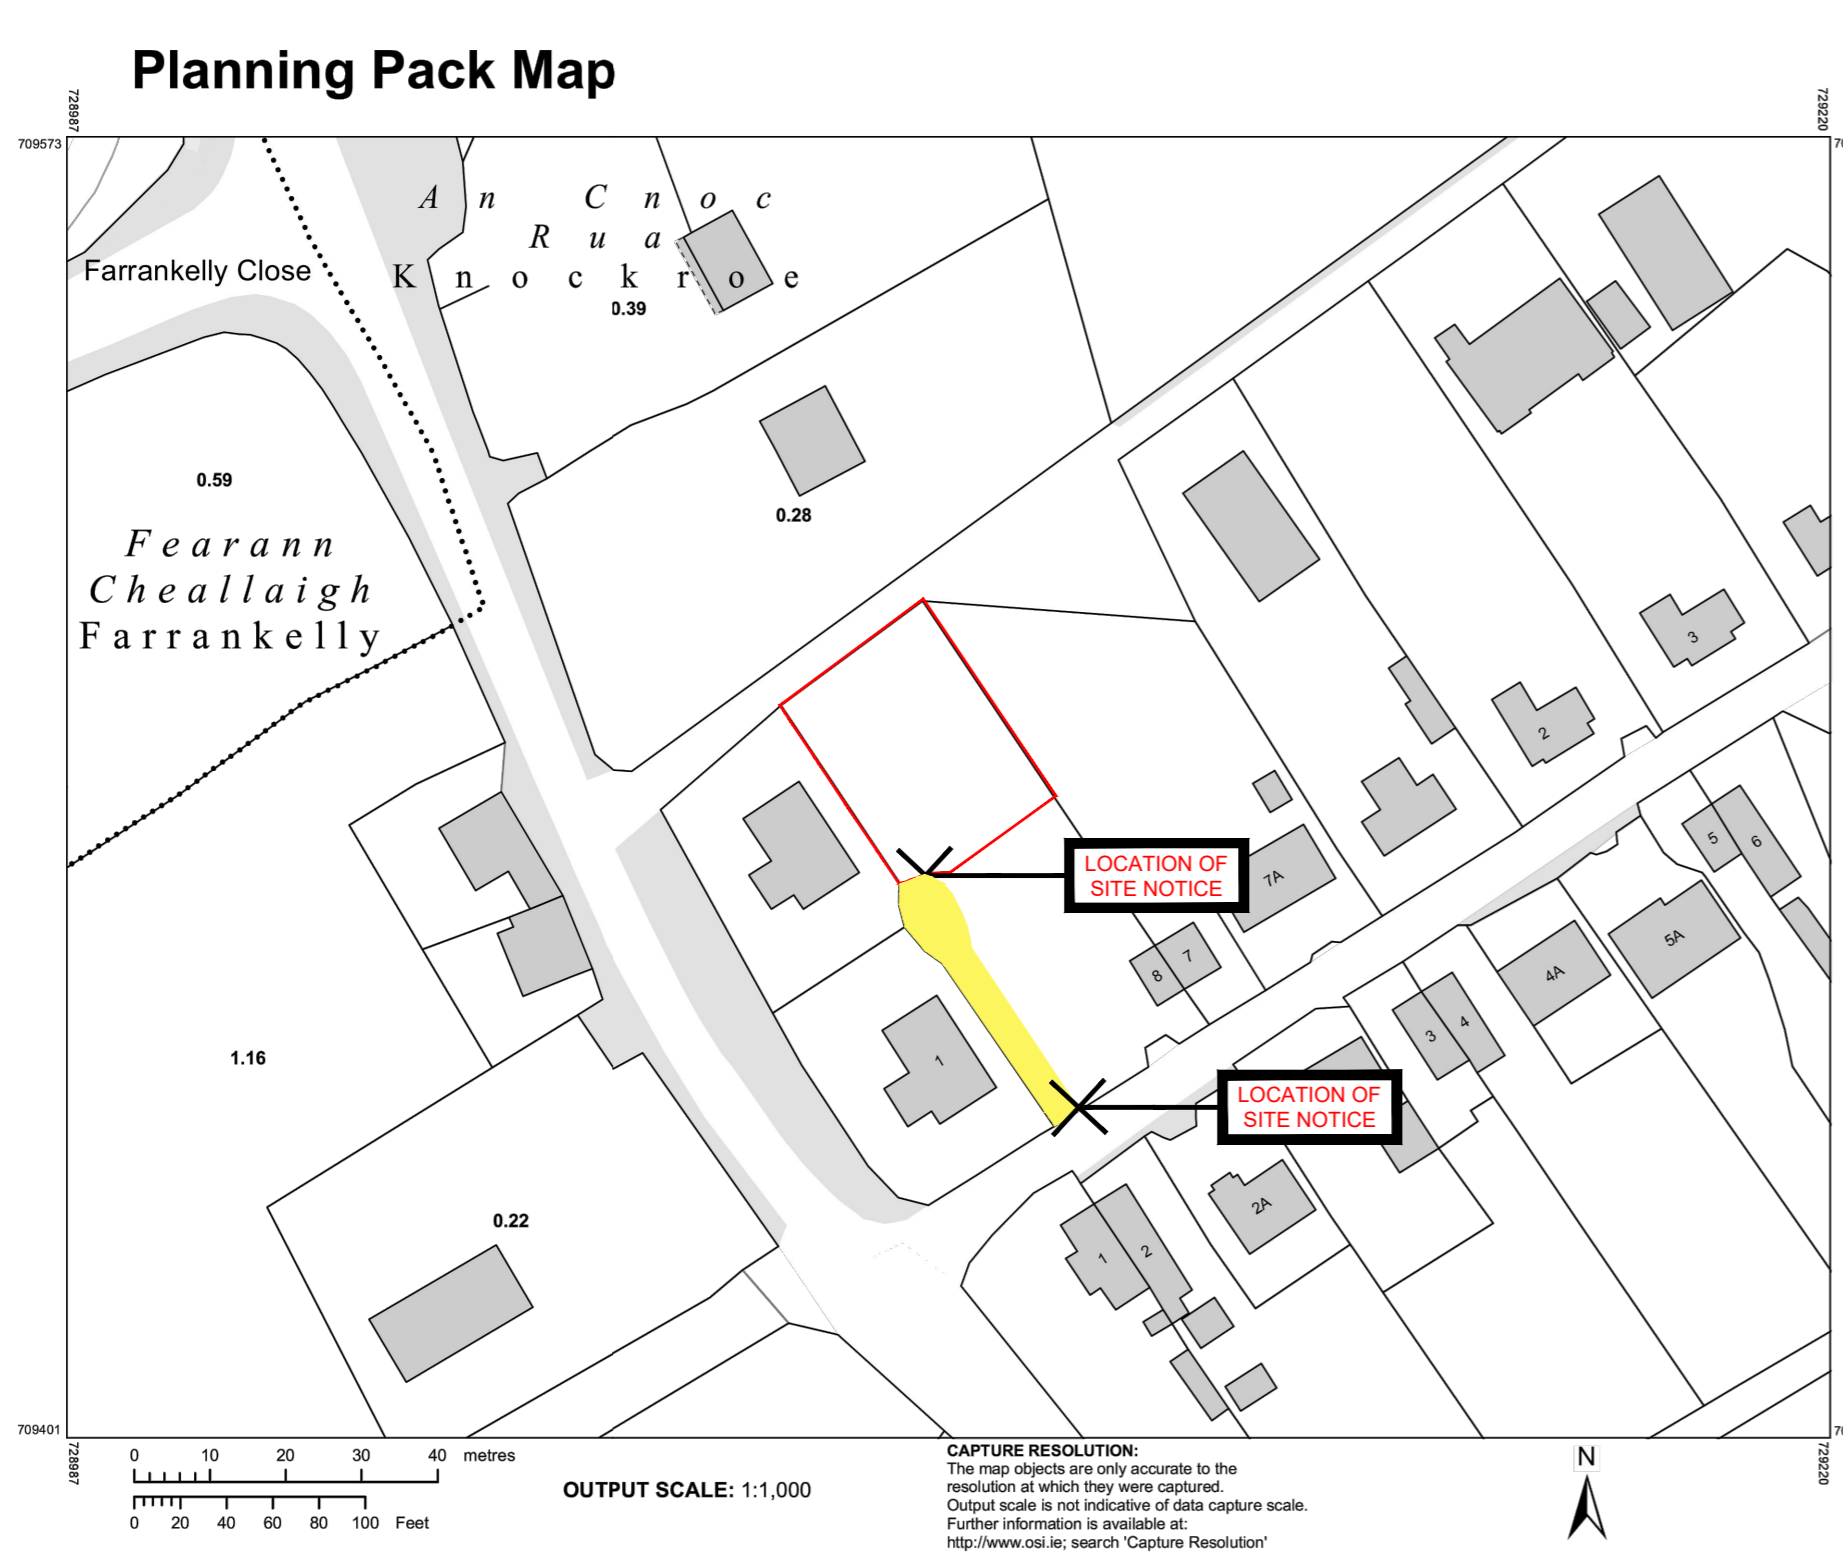 Planning Pack Map
728987
729220
709573
70
An Cnoc
Rua
Knockroe
0.39
Farrankelly Close
0.59
0.28
Fearann
Cheallaigh
Farrankelly
3
2
5
6
LOCATION OF
SITE NOTICE
7A
5A
8
7
4A
3
4
1.16
1
LOCATION OF
SITE NOTICE
2A
0.22
1
2
709401
70
728987
729220
0 10 20 30 40 metres
0 20 40 60 80 100 Feet
OUTPUT SCALE: 1:1,000
CAPTURE RESOLUTION:
The map objects are only accurate to the
resolution at which they were captured.
Output scale is not indicative of data capture scale.
Further information is available at:
http://www.osi.ie; search 'Capture Resolution'
N